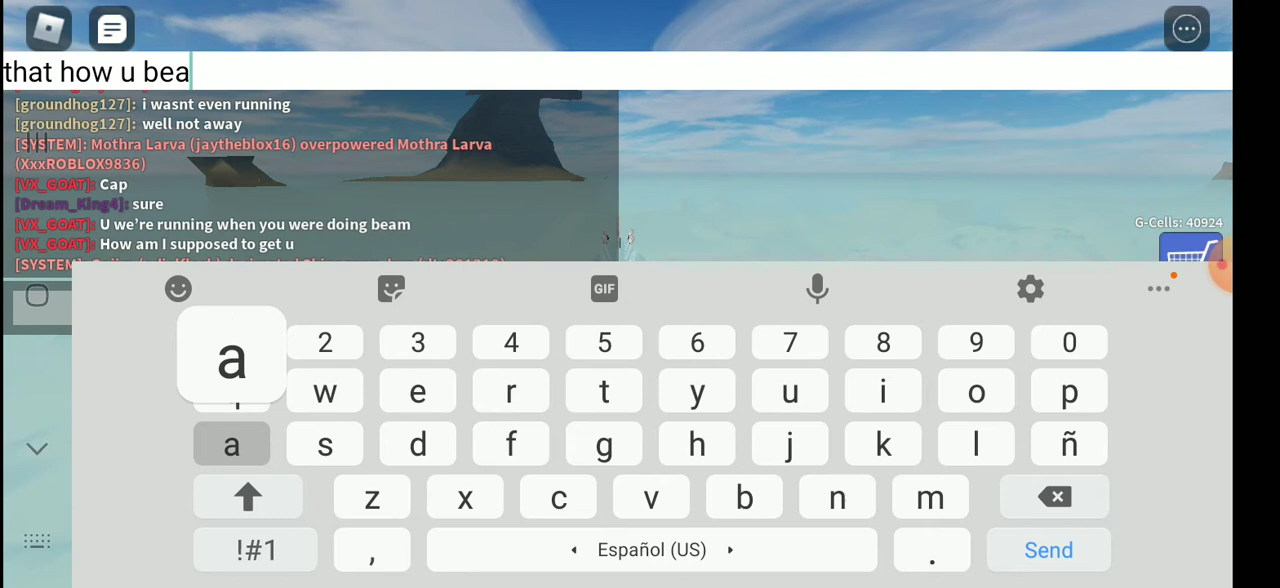 that how u bea
[groundhog127]: i wasnt even running
[groundhog127]: well not away
[SYSTEM]: Mothra Larva (jaytheblox16) overpowered Mothra Larva
(XxxROBLOX9836)
[VX_GOAT]: Cap
[Dream_King4]: sure
[VX_GOAT]: U we’re running when you were doing beam
[VX_GOAT]: How am I supposed to get u
[SYSTEM]:
G-Cells: 40924
GIF
a
2 3 4 5 6 7 8 9 0
w e r t y u i o p
a s d f g h j k l ñ
z x c v b n m
!#1 , Español (US) . Send